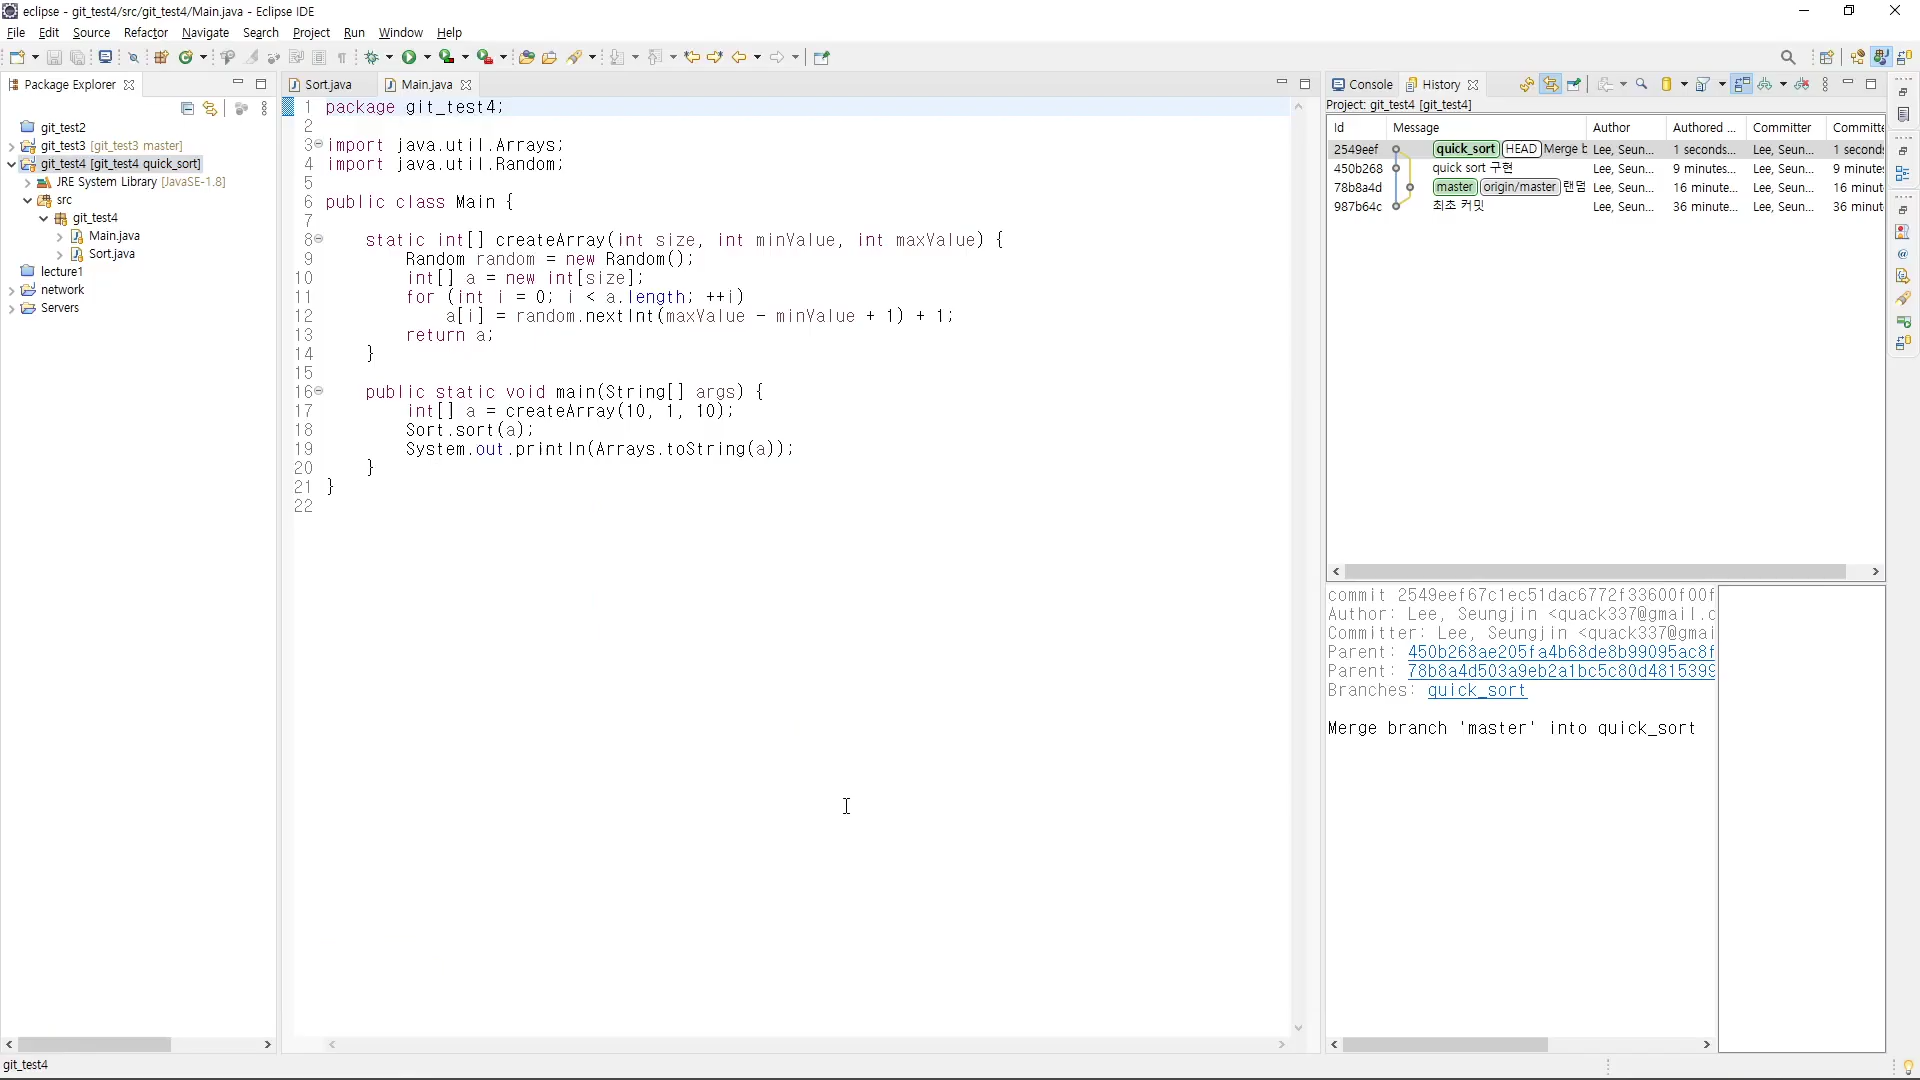 eclipse - git_test4/src/git_test4/Main.java - Eclipse IDE
File Edit Source Refactor Navigate Search Project Run Window Help
Package Explorer
git_test2
git_test3 [git_test3 master]
git_test4 [git_test4 quick_sort]
JRE System Library [JavaSE-1.8]
src
git_test4
Main.java
Sort.java
lecture1
network
Servers
Sort.java Main.java
1 package git_test4;
2
3 import java.util.Arrays;
4 import java.util.Random;
5
6 public class Main {
7
8 static int[] createArray(int size, int minValue, int maxValue) {
9 Random random = new Random();
10 int[] a = new int[size];
11 for (int i = 0; i < a.length; ++i)
12 a[i] = random.nextInt(maxValue - minValue + 1) + 1;
13 return a;
14 }
15
16 public static void main(String[] args) {
17 int[] a = createArray(10, 1, 10);
18 Sort.sort(a);
19 System.out.println(Arrays.toString(a));
20 }
21 }
22
Console History
Project: git_test4 [git_test4]
Id Message Author Authored ... Committer Committe
2549eef quick_sort HEAD Merge b Lee, Seun... 1 seconds... Lee, Seun... 1 seconds
450b268 quick sort 구현 Lee, Seun... 9 minutes... Lee, Seun... 9 minutes
78b8a4d master origin/master 랜덤 Lee, Seun... 16 minute... Lee, Seun... 16 minut
987b64c 최초 커밋 Lee, Seun... 36 minute... Lee, Seun... 36 minut
commit 2549eef67c1ec51dac6772f33600f00f
Author: Lee, Seungjin <quack337@gmail.c
Committer: Lee, Seungjin <quack337@gmai
Parent: 450b268ae205fa4b68de8b99095ac8f
Parent: 78b8a4d503a9eb2a1bc5c80d4815399
Branches: quick_sort
Merge branch 'master' into quick_sort
git_test4